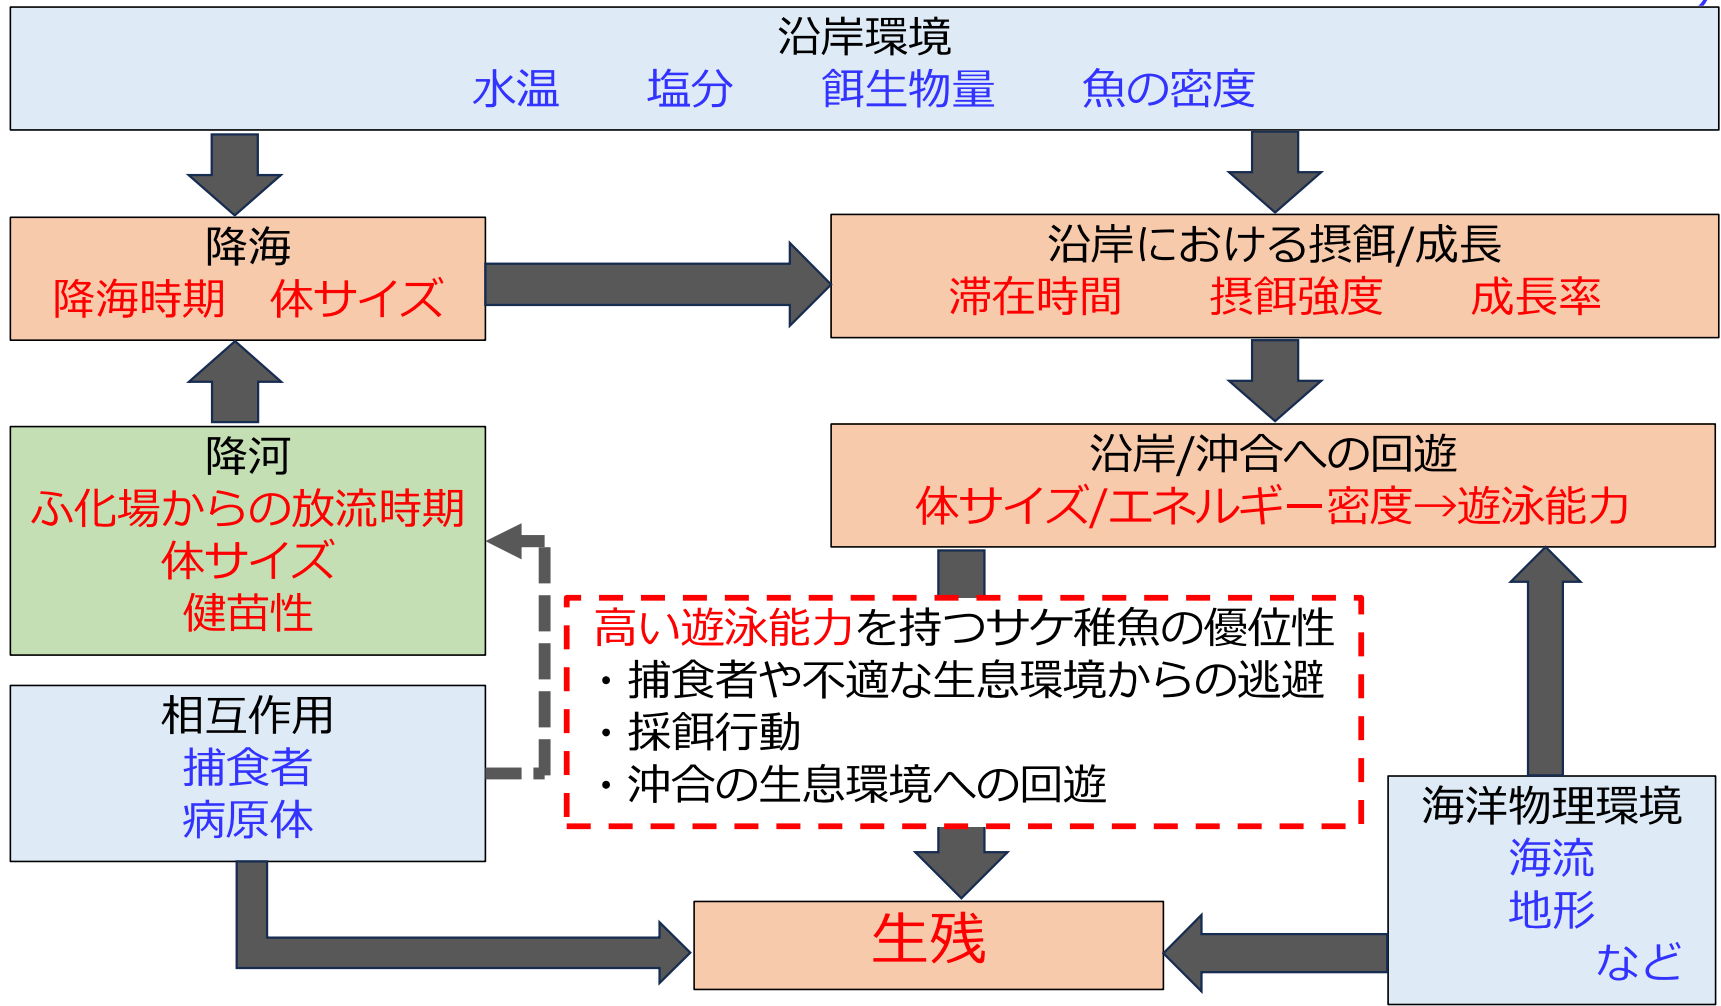 沿岸環境
水温　　塩分　　餌生物量　　魚の密度
降海
降海時期　体サイズ
沿岸における摂餌/成長
滞在時間　　摂餌強度　　成長率
降河
ふ化場からの放流時期
体サイズ
健苗性
沿岸/沖合への回遊
体サイズ/エネルギー密度→遊泳能力
高い遊泳能力を持つサケ稚魚の優位性
・捕食者や不適な生息環境からの逃避
・採餌行動
・沖合の生息環境への回遊
相互作用
捕食者
病原体
海洋物理環境
海流
地形
など
生残